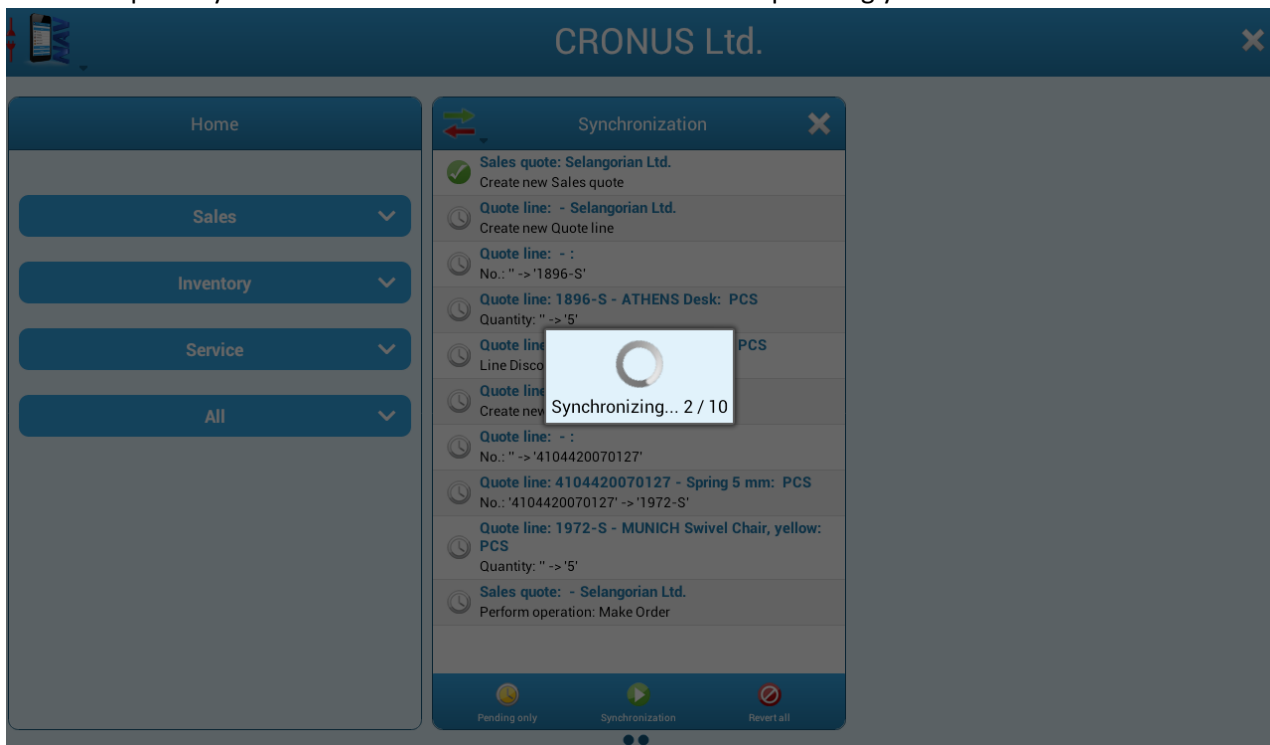 CRONUS Ltd.
Home
Sales
Inventory
Service
All
Synchronization
Sales quote: Selangorian Ltd.
Create new Sales quote
Quote line: - Selangorian Ltd.
Create new Quote line
Quote line: - :
No.: '' -> '1896-S'
Quote line: 1896-S - ATHENS Desk: PCS
Quantity: '' -> '5'
Quote line PCS
Line Disco
Quote line
Create new
Synchronizing... 2 / 10
Quote line: - :
No.: '' -> '4104420070127'
Quote line: 4104420070127 - Spring 5 mm: PCS
No.: '4104420070127' -> '1972-S'
Quote line: 1972-S - MUNICH Swivel Chair, yellow:
PCS
Quantity: '' -> '5'
Sales quote: - Selangorian Ltd.
Perform operation: Make Order
Pending only
Synchronization
Revert all